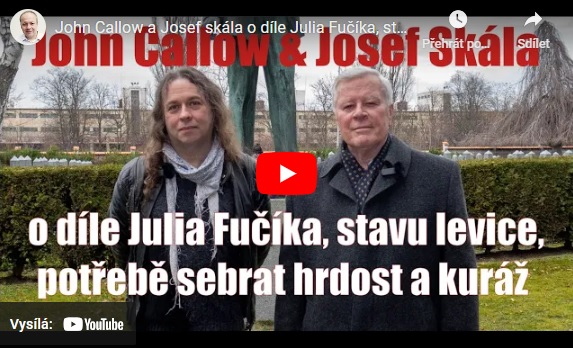 John Callow a Josef skála o díle Julia Fučíka, st...
John Callow & Josef Skála
Přehrát po...
Sdílet
o díle Julia Fučíka, stavu levice,
potřebě sebrat hrdost a kuráž
Vysílá: YouTube